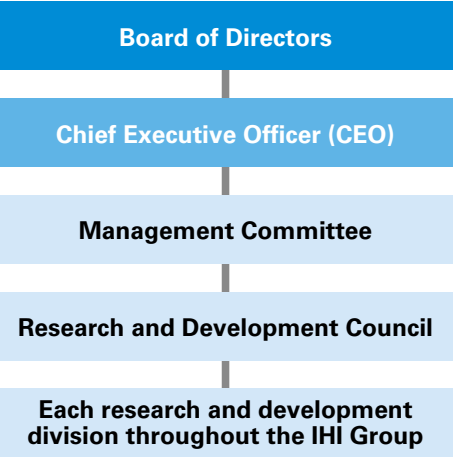 Board of Directors
Chief Executive Officer (CEO)
Management Committee
Research and Development Council
Each research and development
division throughout the IHI Group